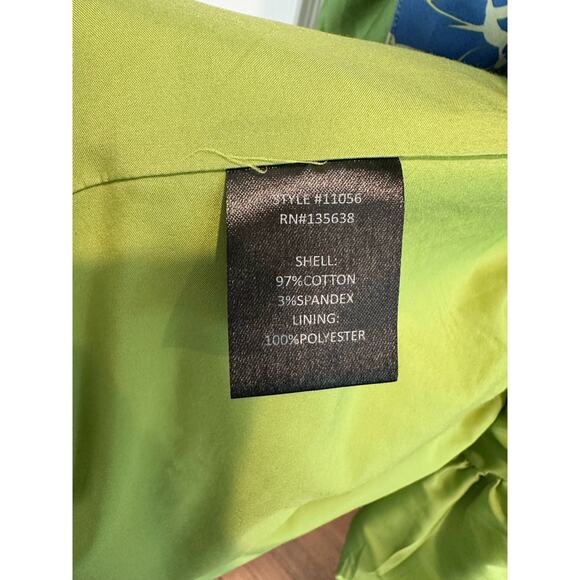 STYLE #11056
RN#135638
SHELL:
97%COTTON
3%SPANDEX
LINING:
100%POLYESTER